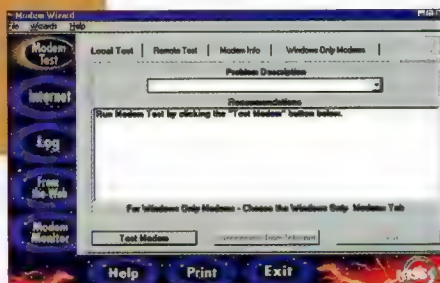 Modem Wizard
File Wizards Help
Modem Test
Local Test
Remote Test
Modem Info
Windows Only Modems
Problem Description
Internet
Recommendations
Run Modem Test by clicking the "Test Modem" button below.
Log
From the Web
For Windows Only Modems - Choose the Windows Only Modems Tab
Modem Monitor
Test Modem
Help
Print
Exit